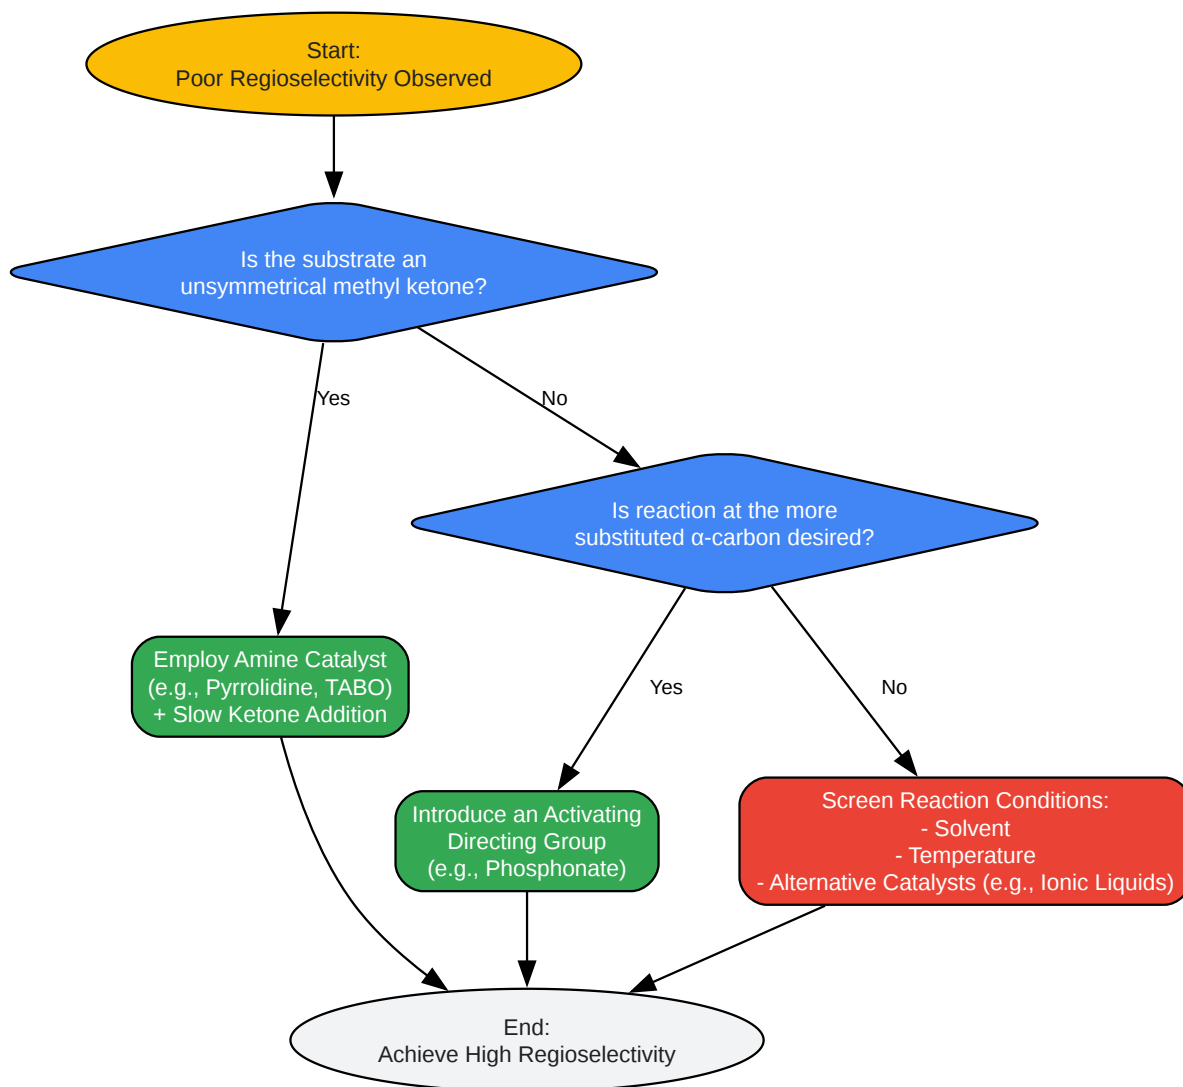 Start:
Poor Regioselectivity Observed
Is the substrate an
unsymmetrical methyl ketone?
Yes
No
Is reaction at the more
substituted α-carbon desired?
Employ Amine Catalyst
(e.g., Pyrrolidine, TABO)
+ Slow Ketone Addition
Yes
No
Introduce an Activating
Directing Group
(e.g., Phosphonate)
Screen Reaction Conditions:
- Solvent
- Temperature
- Alternative Catalysts (e.g., Ionic Liquids)
End:
Achieve High Regioselectivity